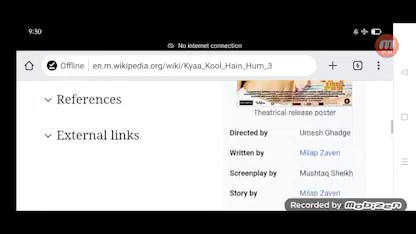 9:30
No internet connection
Offline
en.m.wikipedia.org/wiki/Kyaa_Kool_Hain_Hum_3
6
References
External links
Theatrical release poster
Directed by Umesh Ghadge
Written by Milap Zaveri
Screenplay by Mushtaq Sheikh
Story by Milap Zaveri
Recorded by Mobizen